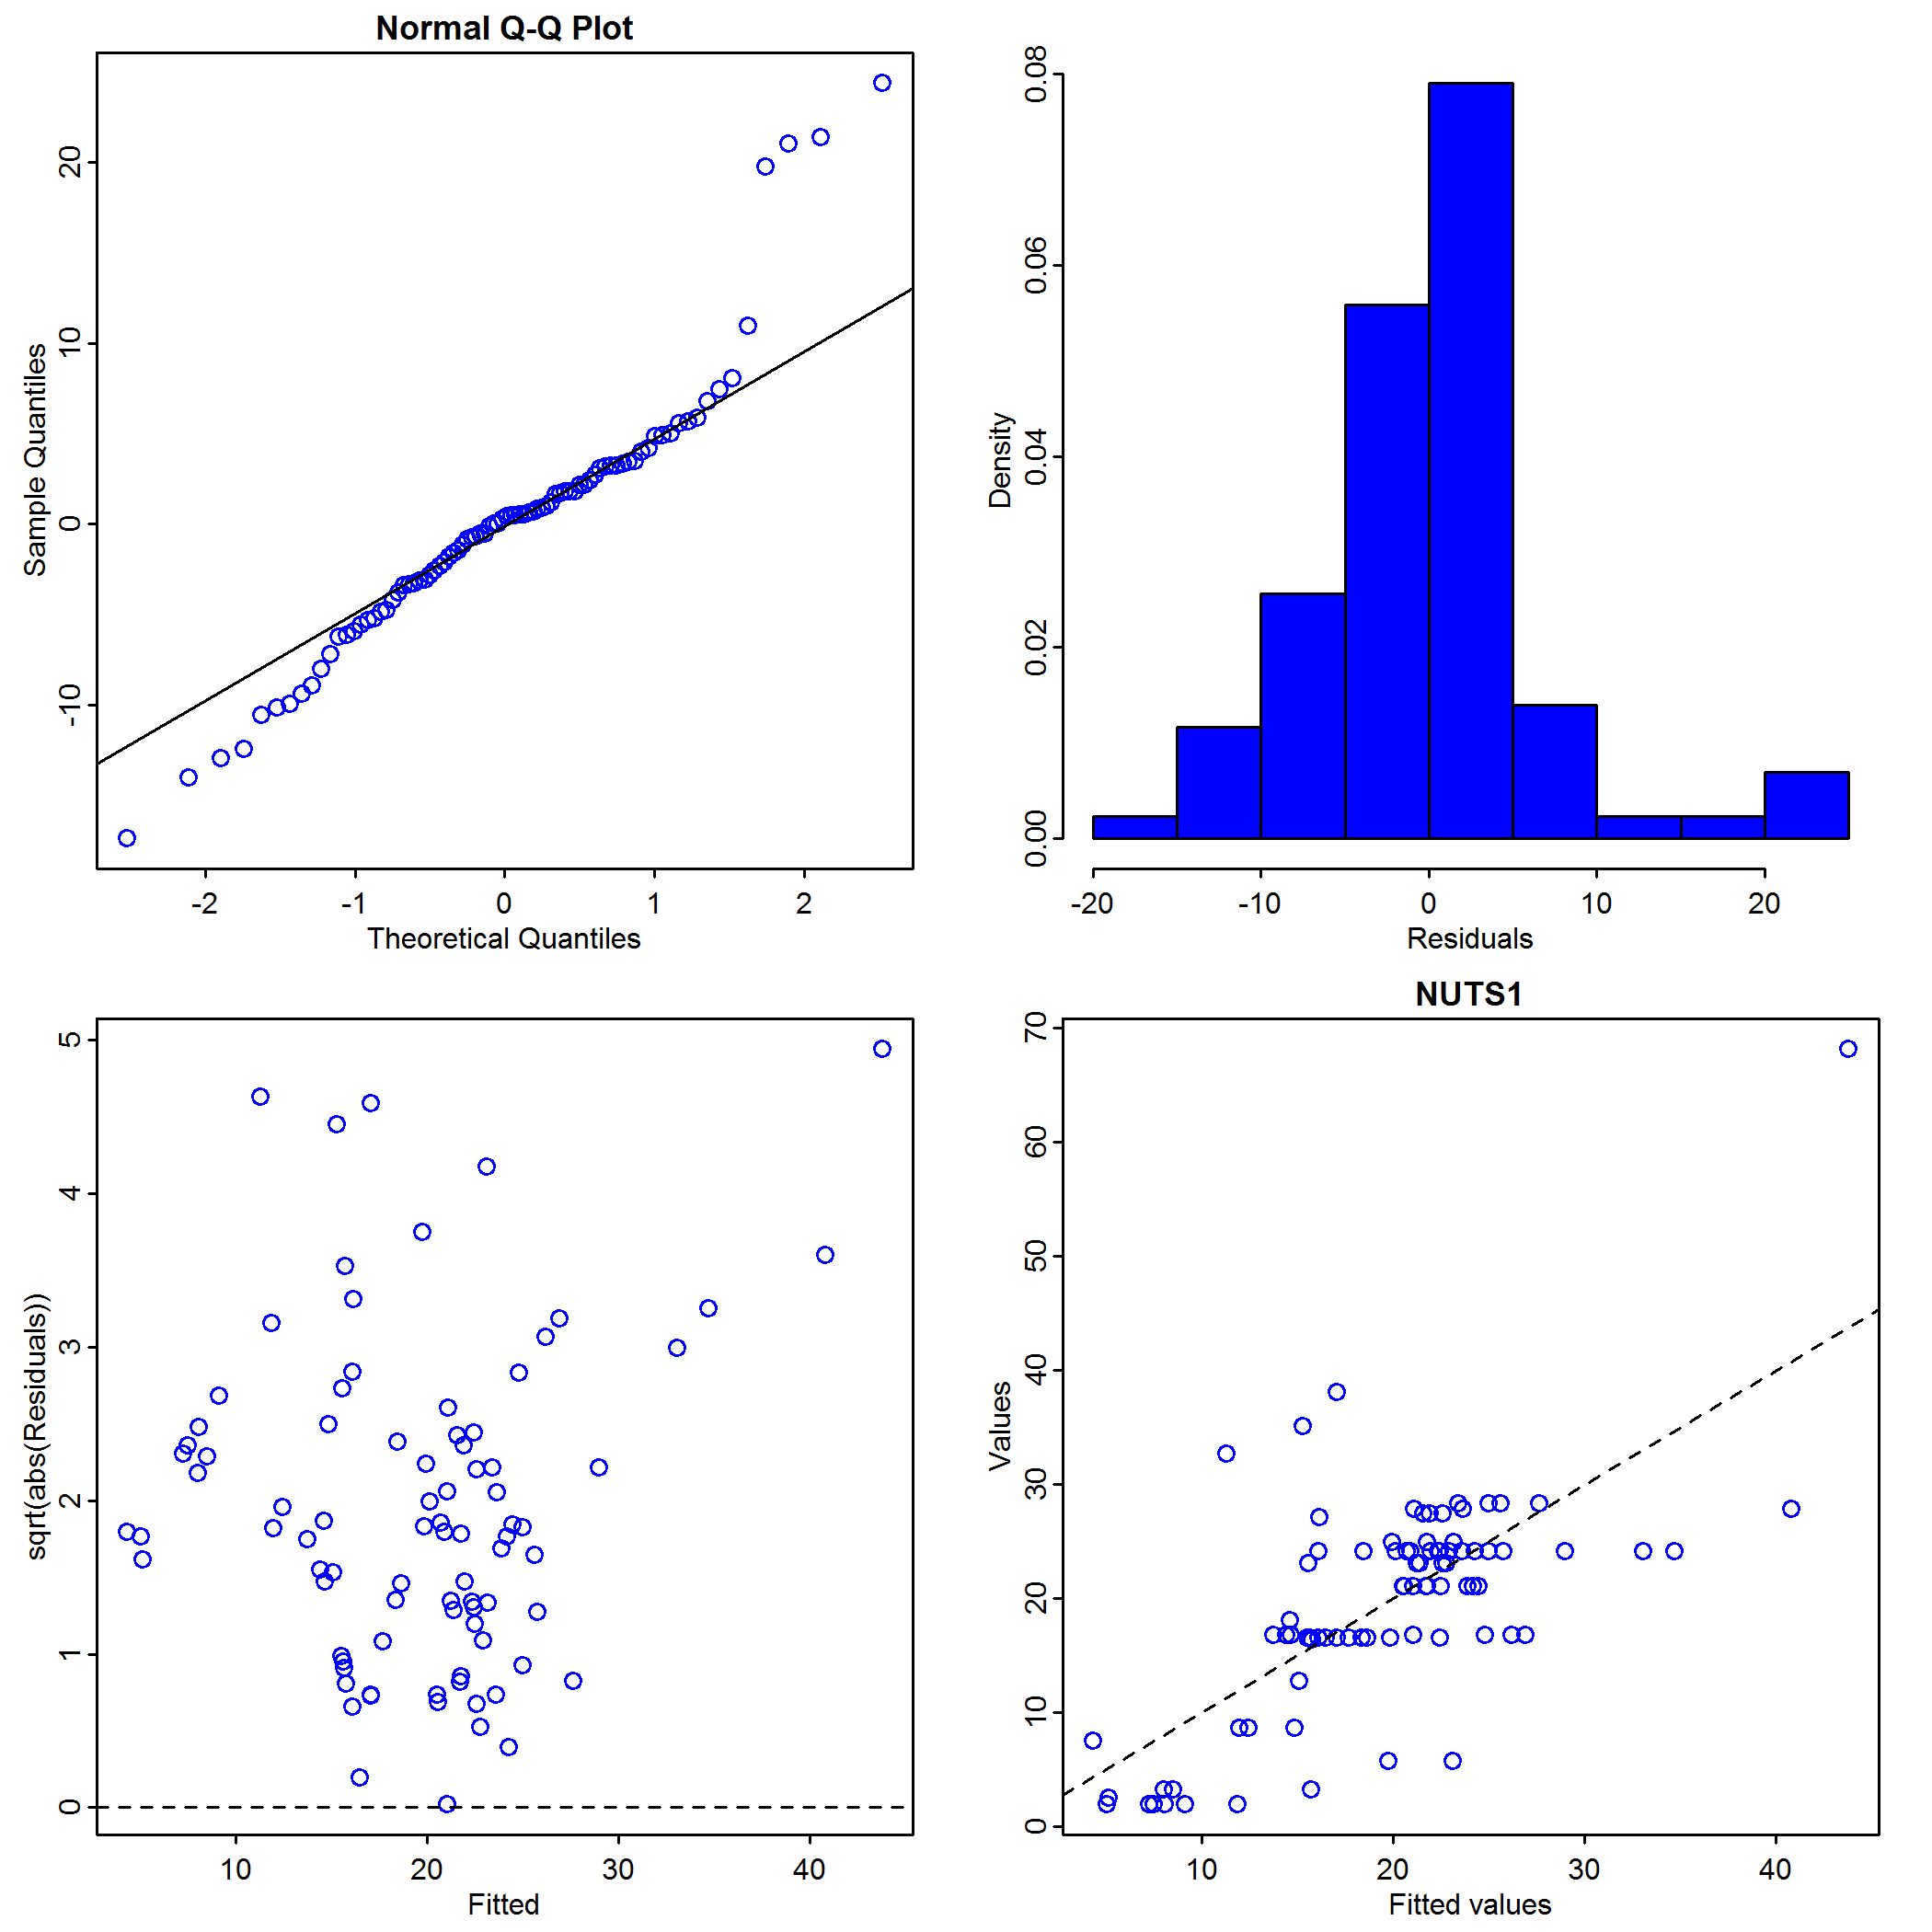 Normal Q-Q Plot
20
10
0
-10
Sample Quantiles
-2 -1 0 1 2
Theoretical Quantiles
0.08
0.06
0.04
0.02
0.00
Density
-20 -10 0 10 20
Residuals
5
4
3
2
1
0
sqrt(abs(Residuals))
10 20 30 40
Fitted
NUTS1
70
60
50
40
30
20
10
0
Values
10 20 30 40
Fitted values